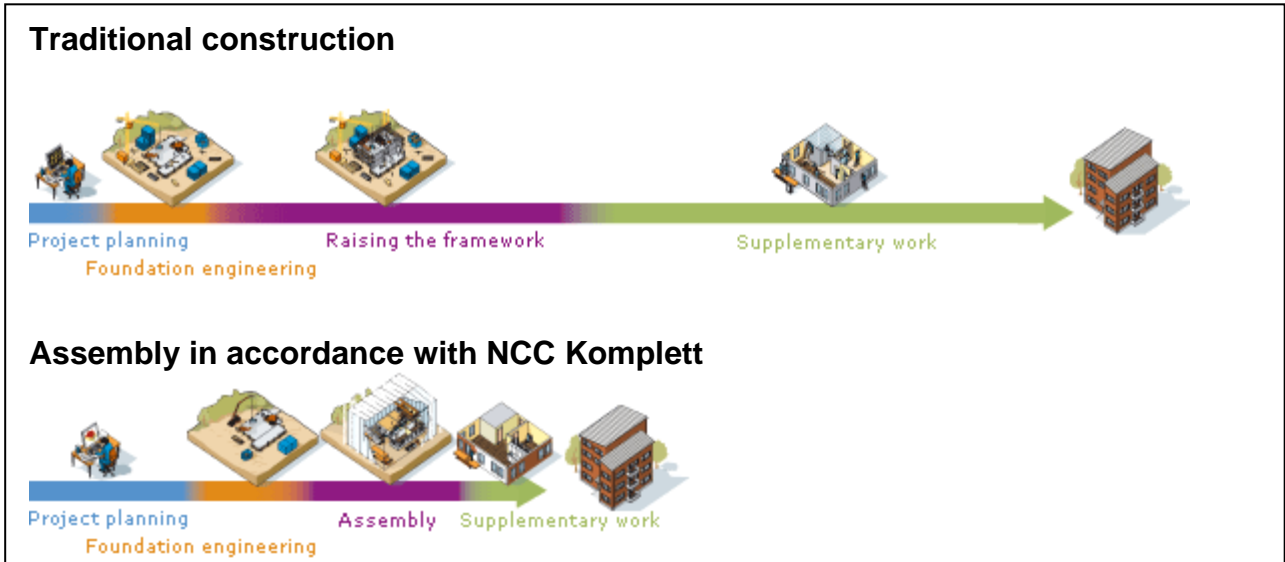 Traditional construction
Project planning
Raising the framework
Supplementary work
Foundation engineering
Assembly in accordance with NCC Komplett
Project planning
Assembly
Supplementary work
Foundation engineering